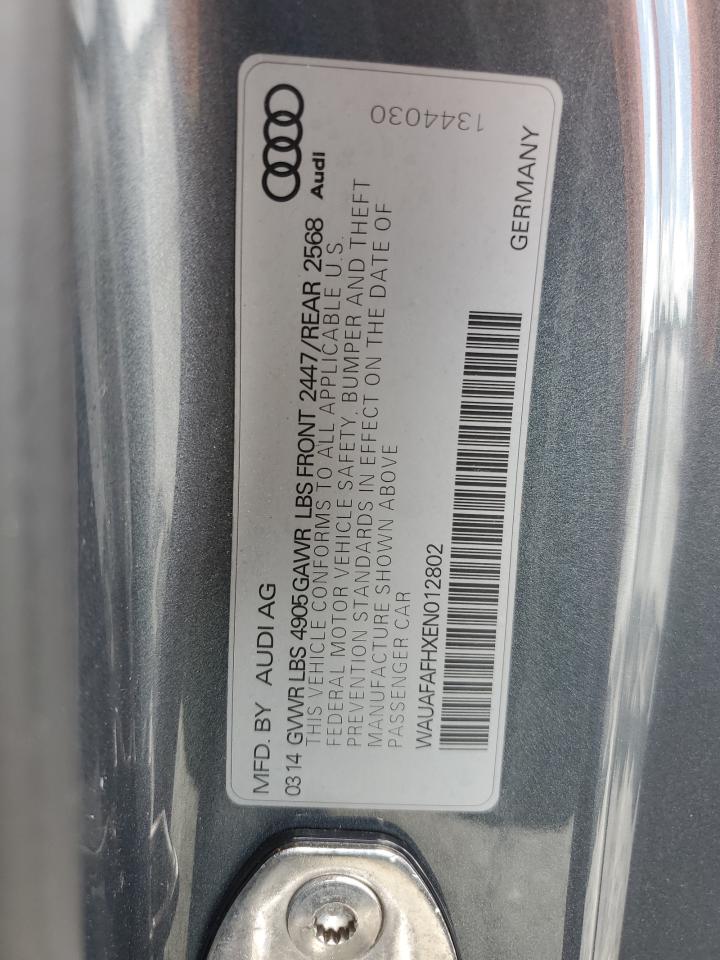 MFD. BY AUDI AG
Audi
0314 GVWR LBS 4905 GAWR LBS FRONT 2447/REAR 2568
THIS VEHICLE CONFORMS TO ALL APPLICABLE U.S.
FEDERAL MOTOR VEHICLE SAFETY, BUMPER AND THEFT
PREVENTION STANDARDS IN EFFECT ON THE DATE OF
MANUFACTURE SHOWN ABOVE
PASSENGER CAR
1344030
WAUAFAFHXEN012802
GERMANY